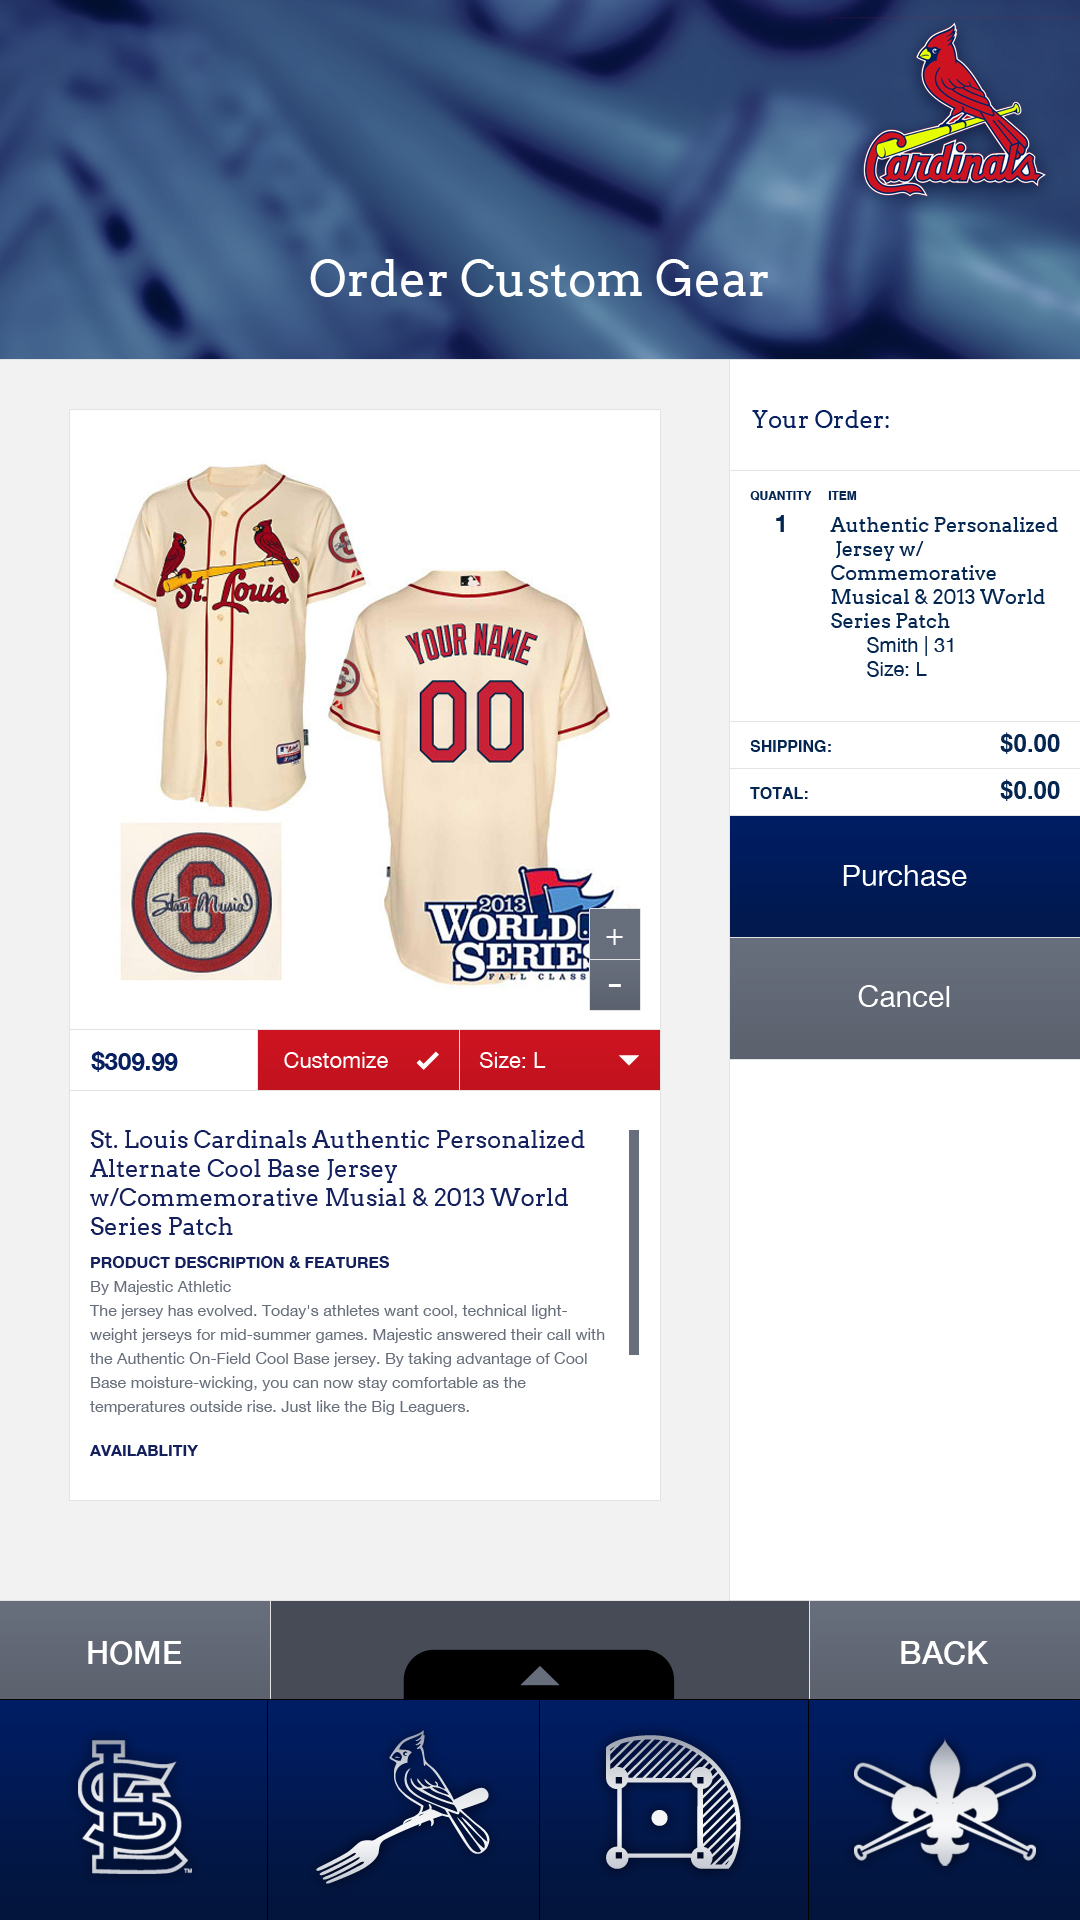 Cardinals
Order Custom Gear
St. Louis
YOUR NAME
00
6
Stan Musial
2013
WORLD
SERIES
FALL CLASS
+
-
$309.99
Customize
Size: L
St. Louis Cardinals Authentic Personalized
Alternate Cool Base Jersey
w/Commemorative Musial & 2013 World
Series Patch
PRODUCT DESCRIPTION & FEATURES
By Majestic Athletic
The jersey has evolved. Today's athletes want cool, technical light-
weight jerseys for mid-summer games. Majestic answered their call with
the Authentic On-Field Cool Base jersey. By taking advantage of Cool
Base moisture-wicking, you can now stay comfortable as the
temperatures outside rise. Just like the Big Leaguers.
AVAILABLITIY
Your Order:
QUANTITY ITEM
1 Authentic Personalized
Jersey w/
Commemorative
Musical & 2013 World
Series Patch
Smith | 31
Size: L
SHIPPING: $0.00
TOTAL: $0.00
Purchase
Cancel
HOME
BACK
STL
TM